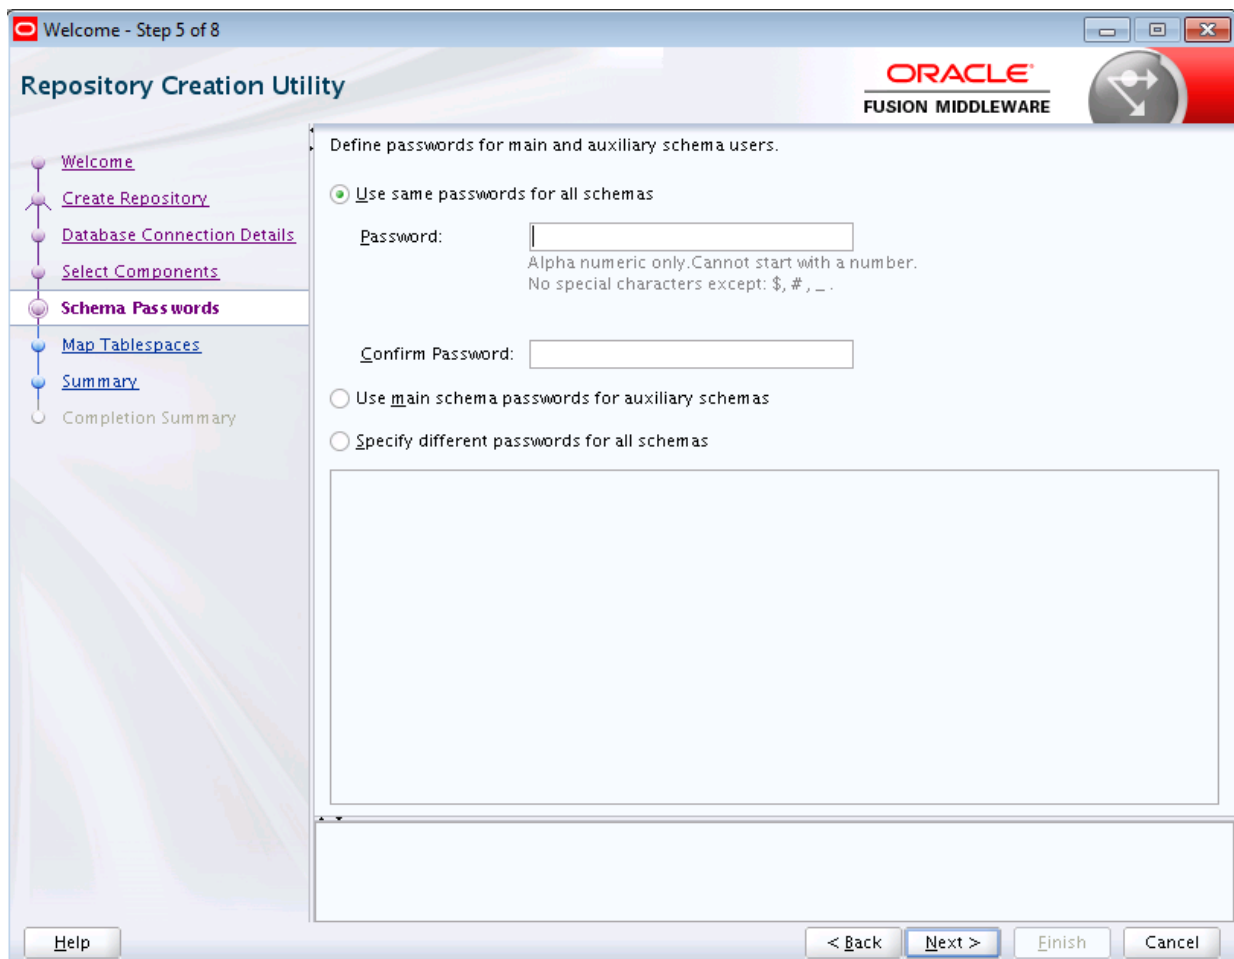 Welcome - Step 5 of 8
Repository Creation Utility
ORACLE
FUSION MIDDLEWARE
Welcome
Create Repository
Database Connection Details
Select Components
Schema Passwords
Map Tablespaces
Summary
Completion Summary
Define passwords for main and auxiliary schema users.
Use same passwords for all schemas
Password:
Alpha numeric only.Cannot start with a number.
No special characters except: $, # , _ .
Confirm Password:
Use main schema passwords for auxiliary schemas
Specify different passwords for all schemas
Help
< Back
Next >
Finish
Cancel